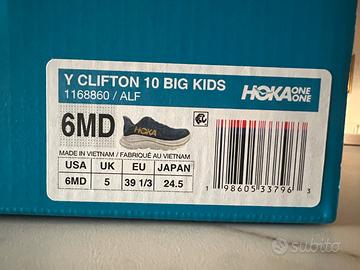 Y CLIFTON 10 BIG KIDS
1168860 / ALF
HOKA ONE ONE
6MD
HOKA
MADE IN VIETNAM / FABRIQUÉ AU VIETNAM
USA UK EU JAPAN
6MD 5 39 1/3 24.5
1 98605 33796 3
subito